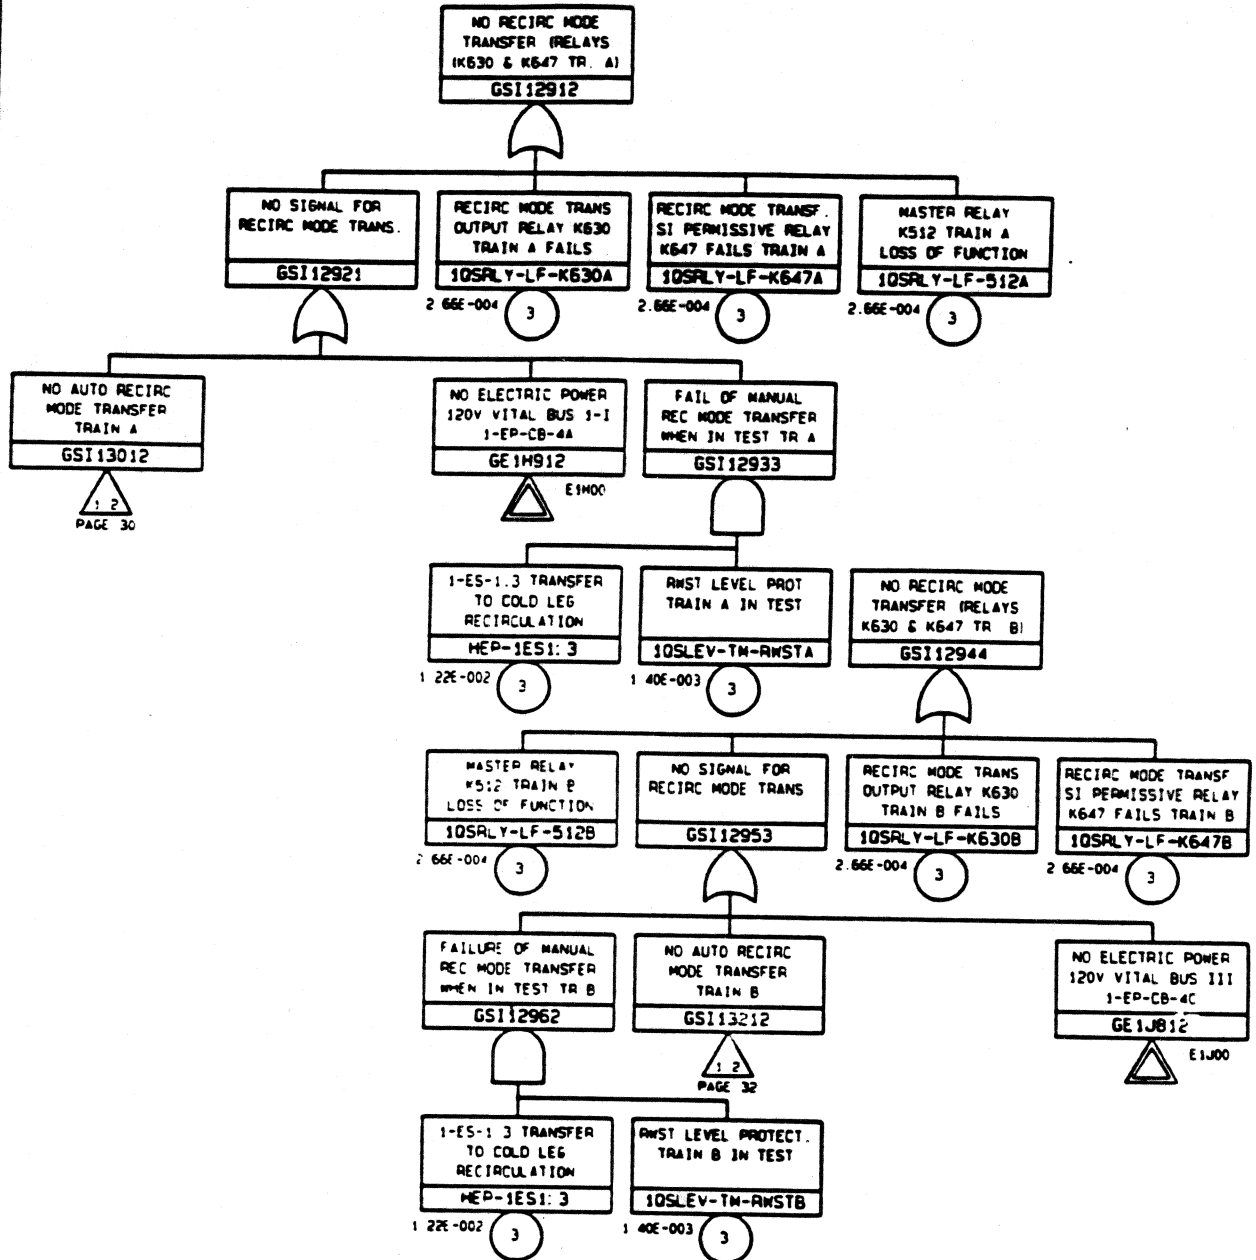 NO RECIRC MODE
TRANSFER (RELAYS
(K630 & K647 TR. A)
GSI12912
NO SIGNAL FOR
RECIRC MODE TRANS.
GSI12921
RECIRC MODE TRANS
OUTPUT RELAY K630
TRAIN A FAILS
1QSRLY-LF-K630A
2 66E-004
3
RECIRC MODE TRANSF.
SI PERMISSIVE RELAY
K647 FAILS TRAIN A
1QSRLY-LF-K647A
2.66E-004
3
MASTER RELAY
K512 TRAIN A
LOSS OF FUNCTION
1QSRLY-LF-512A
2.66E-004
3
NO AUTO RECIRC
MODE TRANSFER
TRAIN A
GSI13012
1 2
PAGE 30
NO ELECTRIC POWER
120V VITAL BUS 1-I
1-EP-CB-4A
GE1H912
E1H00
FAIL OF MANUAL
REC MODE TRANSFER
WHEN IN TEST TR A
GSI12933
1-ES-1.3 TRANSFER
TO COLD LEG
RECIRCULATION
HEP-1ES1:3
1 22E-002
3
RWST LEVEL PROT
TRAIN A IN TEST
1QSLEV-TM-RWSTA
1 40E-003
3
NO RECIRC MODE
TRANSFER (RELAYS
K630 & K647 TR B)
GSI12944
MASTER RELAY
K512 TRAIN B
LOSS OF FUNCTION
1QSRLY-LF-512B
2 66E-004
3
NO SIGNAL FOR
RECIRC MODE TRANS
GSI12953
RECIRC MODE TRANS
OUTPUT RELAY K630
TRAIN B FAILS
1QSRLY-LF-K630B
2.66E-004
3
RECIRC MODE TRANSF
SI PERMISSIVE RELAY
K647 FAILS TRAIN B
1QSRLY-LF-K647B
2 66E-004
3
FAILURE OF MANUAL
REC MODE TRANSFER
WHEN IN TEST TR B
GSI12962
NO AUTO RECIRC
MODE TRANSFER
TRAIN B
GSI13212
1 2
PAGE 32
NO ELECTRIC POWER
120V VITAL BUS III
1-EP-CB-4C
GE1J812
E1J00
1-ES-1 3 TRANSFER
TO COLD LEG
RECIRCULATION
HEP-1ES1:3
1 22E-002
3
RWST LEVEL PROTECT.
TRAIN B IN TEST
1QSLEV-TM-RWSTB
1 40E-003
3